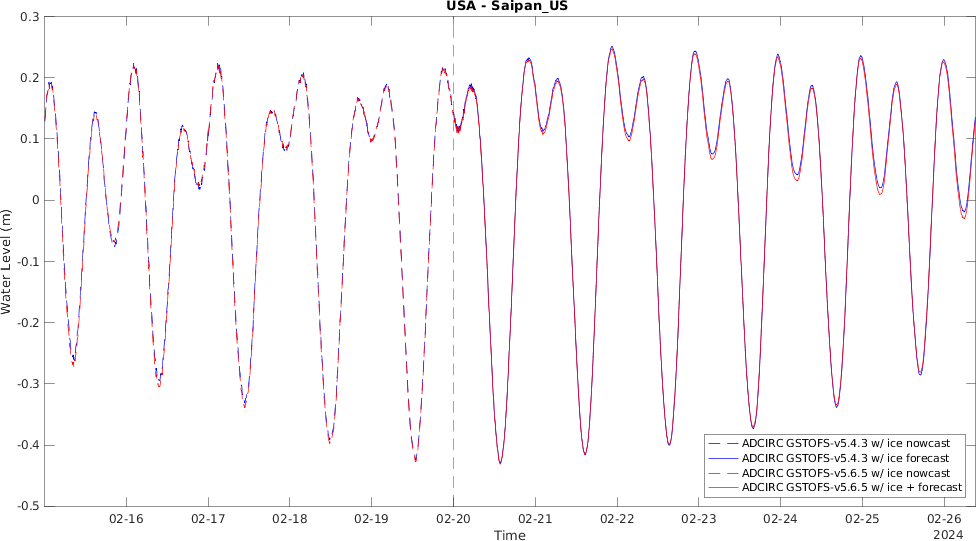 USA - Saipan_US
Water Level (m)
0.3
0.2
0.1
0
-0.1
-0.2
-0.3
-0.4
-0.5
ADCIRC GSTOFS-v5.4.3 w/ ice nowcast
ADCIRC GSTOFS-v5.4.3 w/ ice forecast
ADCIRC GSTOFS-v5.6.5 w/ ice nowcast
ADCIRC GSTOFS-v5.6.5 w/ ice + forecast
02-16 02-17 02-18 02-19 02-20 02-21 02-22 02-23 02-24 02-25 02-26
Time
2024